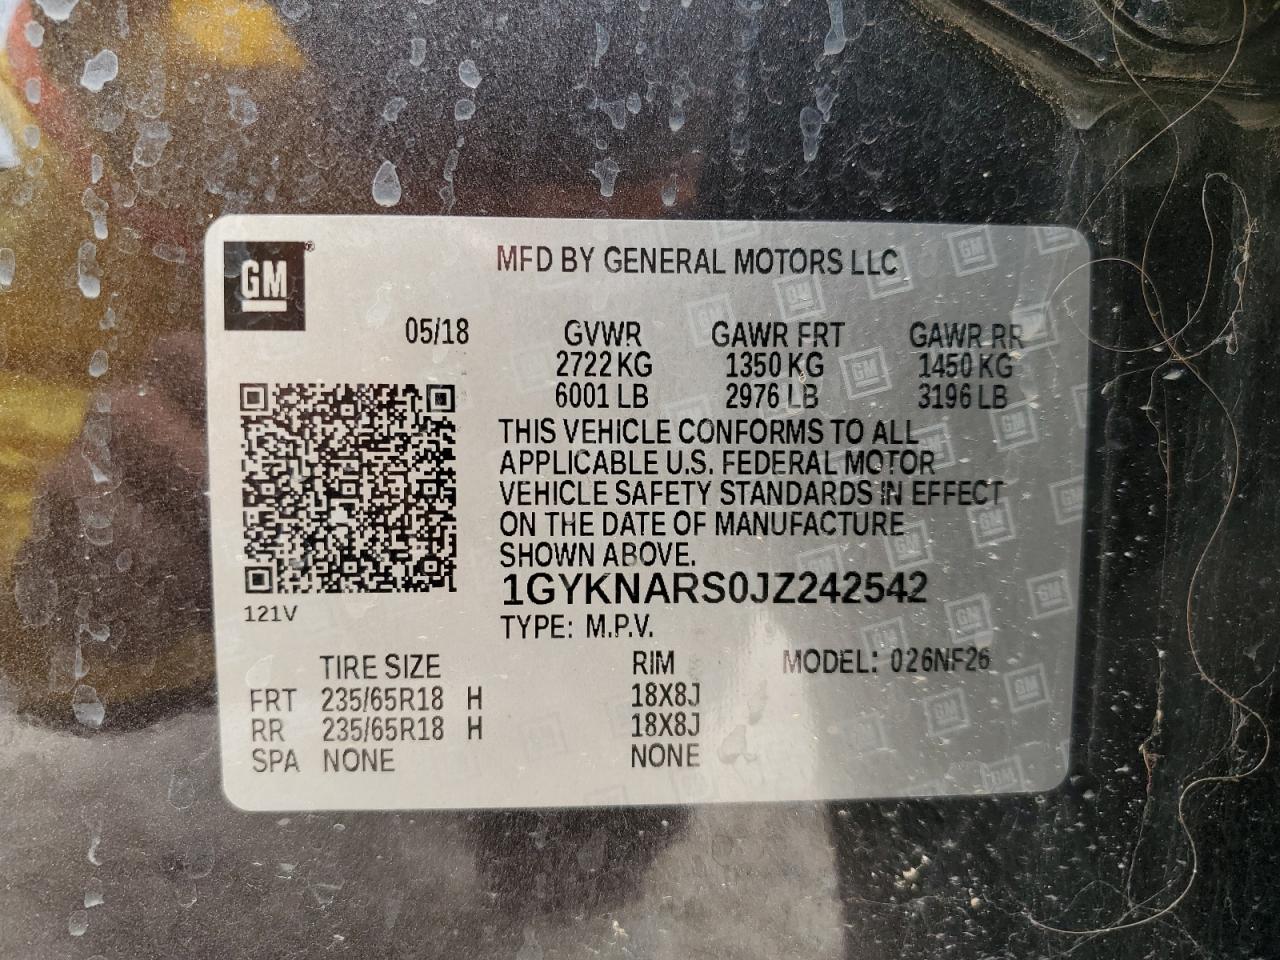 GM
MFD BY GENERAL MOTORS LLC
05/18 GVWR GAWR FRT GAWR RR
2722 KG 1350 KG 1450 KG
6001 LB 2976 LB 3196 LB
THIS VEHICLE CONFORMS TO ALL
APPLICABLE U.S. FEDERAL MOTOR
VEHICLE SAFETY STANDARDS IN EFFECT
ON THE DATE OF MANUFACTURE
SHOWN ABOVE.
1GYKNARS0JZ242542
121V
TYPE: M.P.V.
TIRE SIZE RIM MODEL: 026NF26
FRT 235/65R18 H 18X8J
RR 235/65R18 H 18X8J
SPA NONE NONE